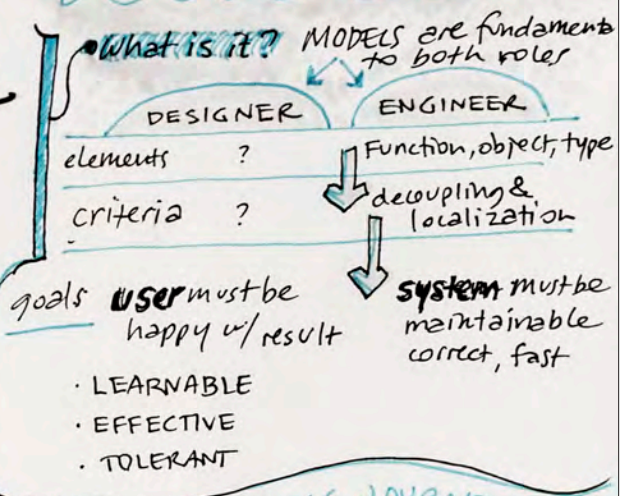 What is it? MODELS are fundament
to both roles
DESIGNER ENGINEER
elements ? Function, object, type
criteria ? decoupling &
localization
goals user must be
happy w/ result
system must be
maintainable
correct, fast
· LEARNABLE
· EFFECTIVE
· TOLERANT